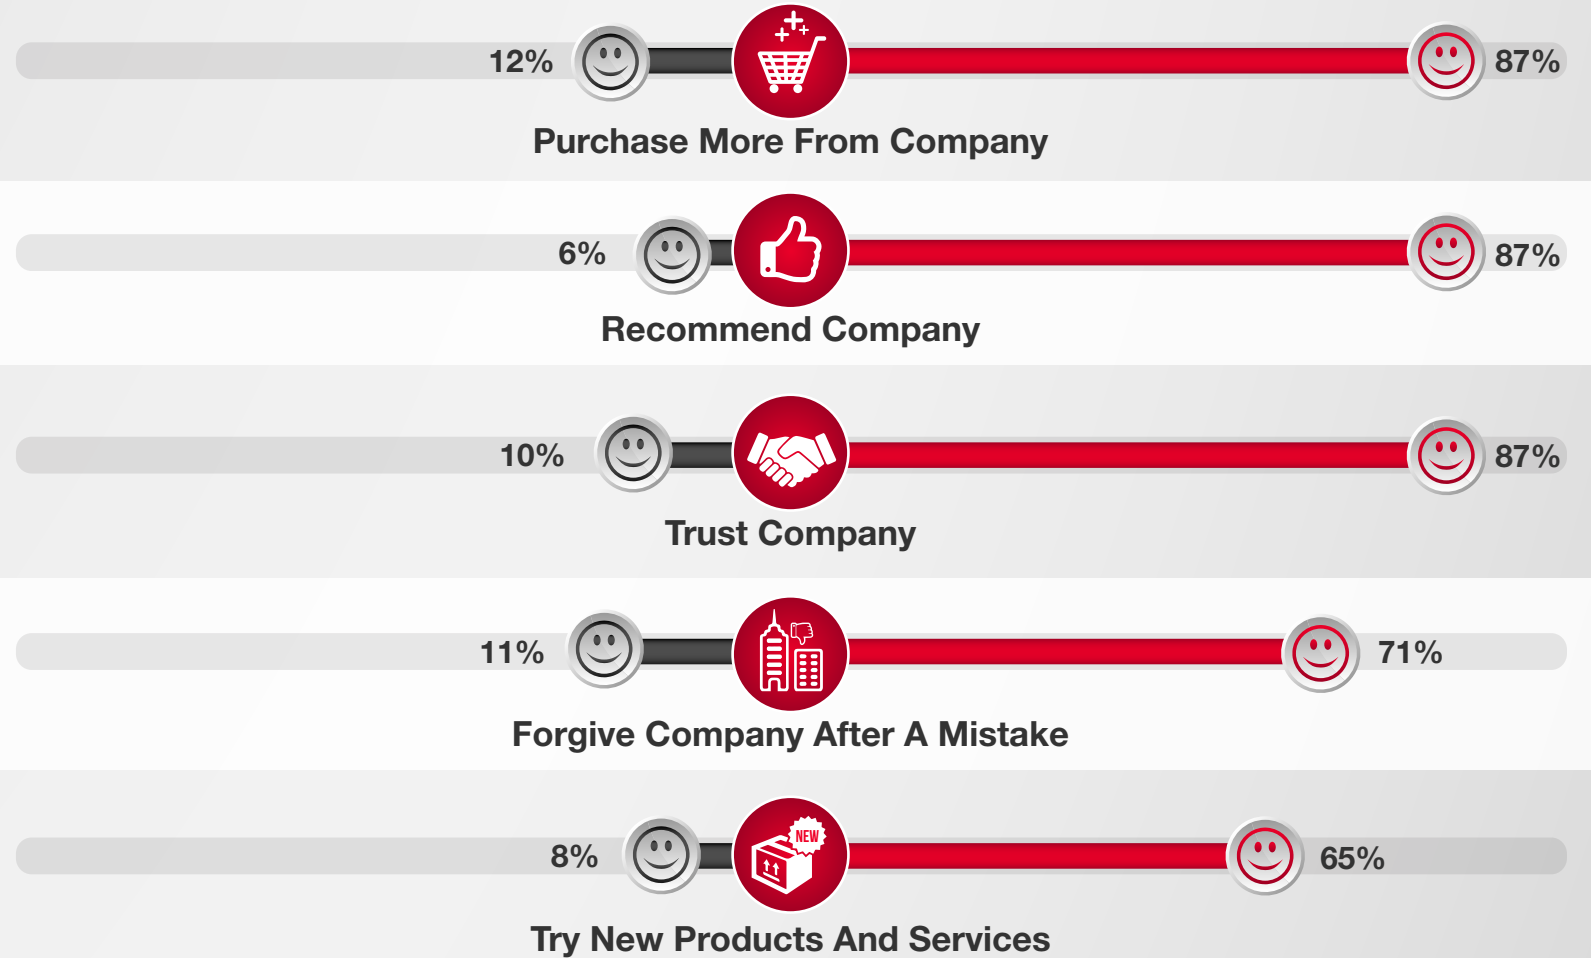 12%
87%
Purchase More From Company
6%
87%
Recommend Company
10%
87%
Trust Company
11%
71%
Forgive Company After A Mistake
NEW
8%
65%
Try New Products And Services